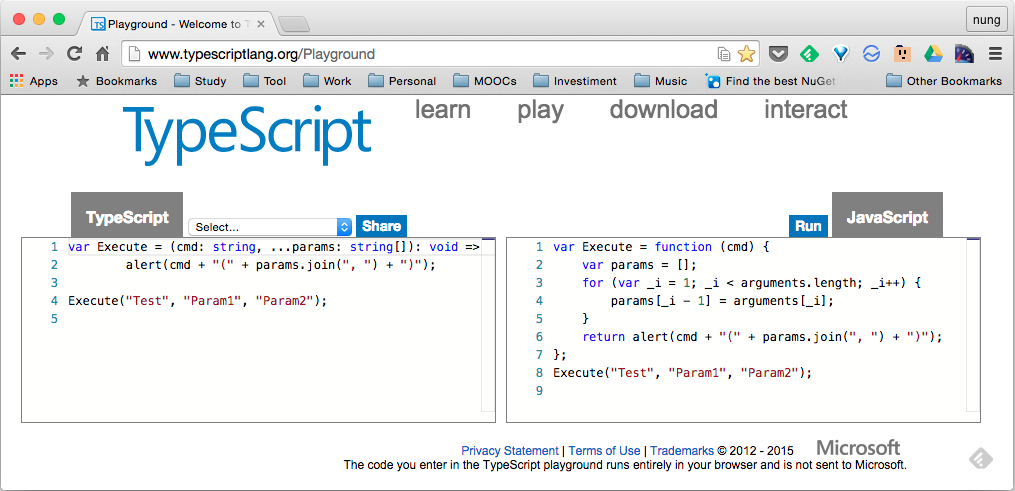 Playground - Welcome to T
nung
www.typescriptlang.org/Playground
Apps Bookmarks Study Tool Work Personal MOOCs Investiment Music Find the best NuGet Other Bookmarks
TypeScript learn play download interact
TypeScript Select... Share
1 var Execute = (cmd: string, ...params: string[]): void =>
2 alert(cmd + "(" + params.join(", ") + ")");
3
4 Execute("Test", "Param1", "Param2");
5
Run JavaScript
1 var Execute = function (cmd) {
2 var params = [];
3 for (var _i = 1; _i < arguments.length; _i++) {
4 params[_i - 1] = arguments[_i];
5 }
6 return alert(cmd + "(" + params.join(", ") + ")");
7 };
8 Execute("Test", "Param1", "Param2");
9
Privacy Statement | Terms of Use | Trademarks © 2012 - 2015 Microsoft
The code you enter in the TypeScript playground runs entirely in your browser and is not sent to Microsoft.